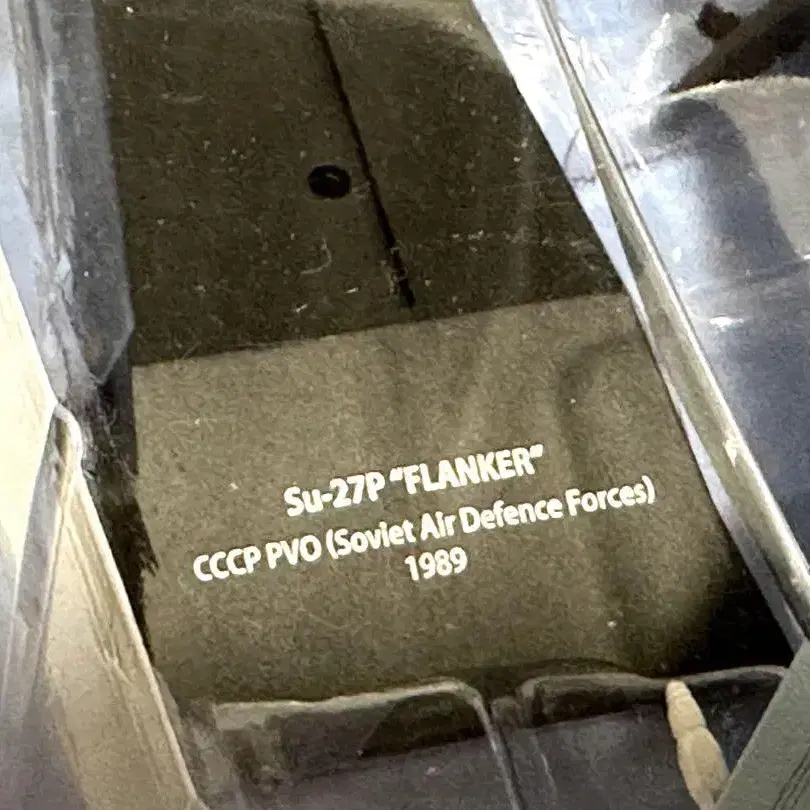 Su-27P “FLANKER”
CCCP PVO (Soviet Air Defence Forces)
1989